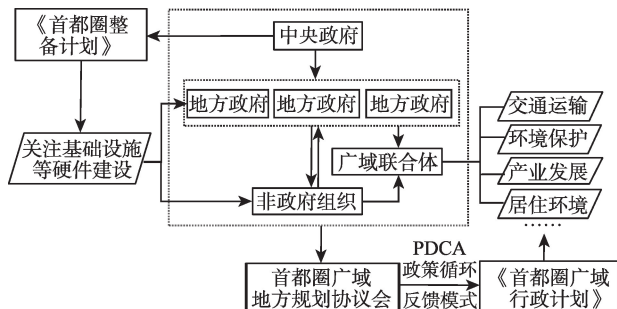 《首都圈整
备计划》
中央政府
地方政府
地方政府
地方政府
交通运输
环境保护
产业发展
居住环境
……
关注基础设施
等硬件建设
广域联合体
非政府组织
首都圈广域
地方规划协议会
PDCA
政策循环
反馈模式
《首都圈广域
行政计划》